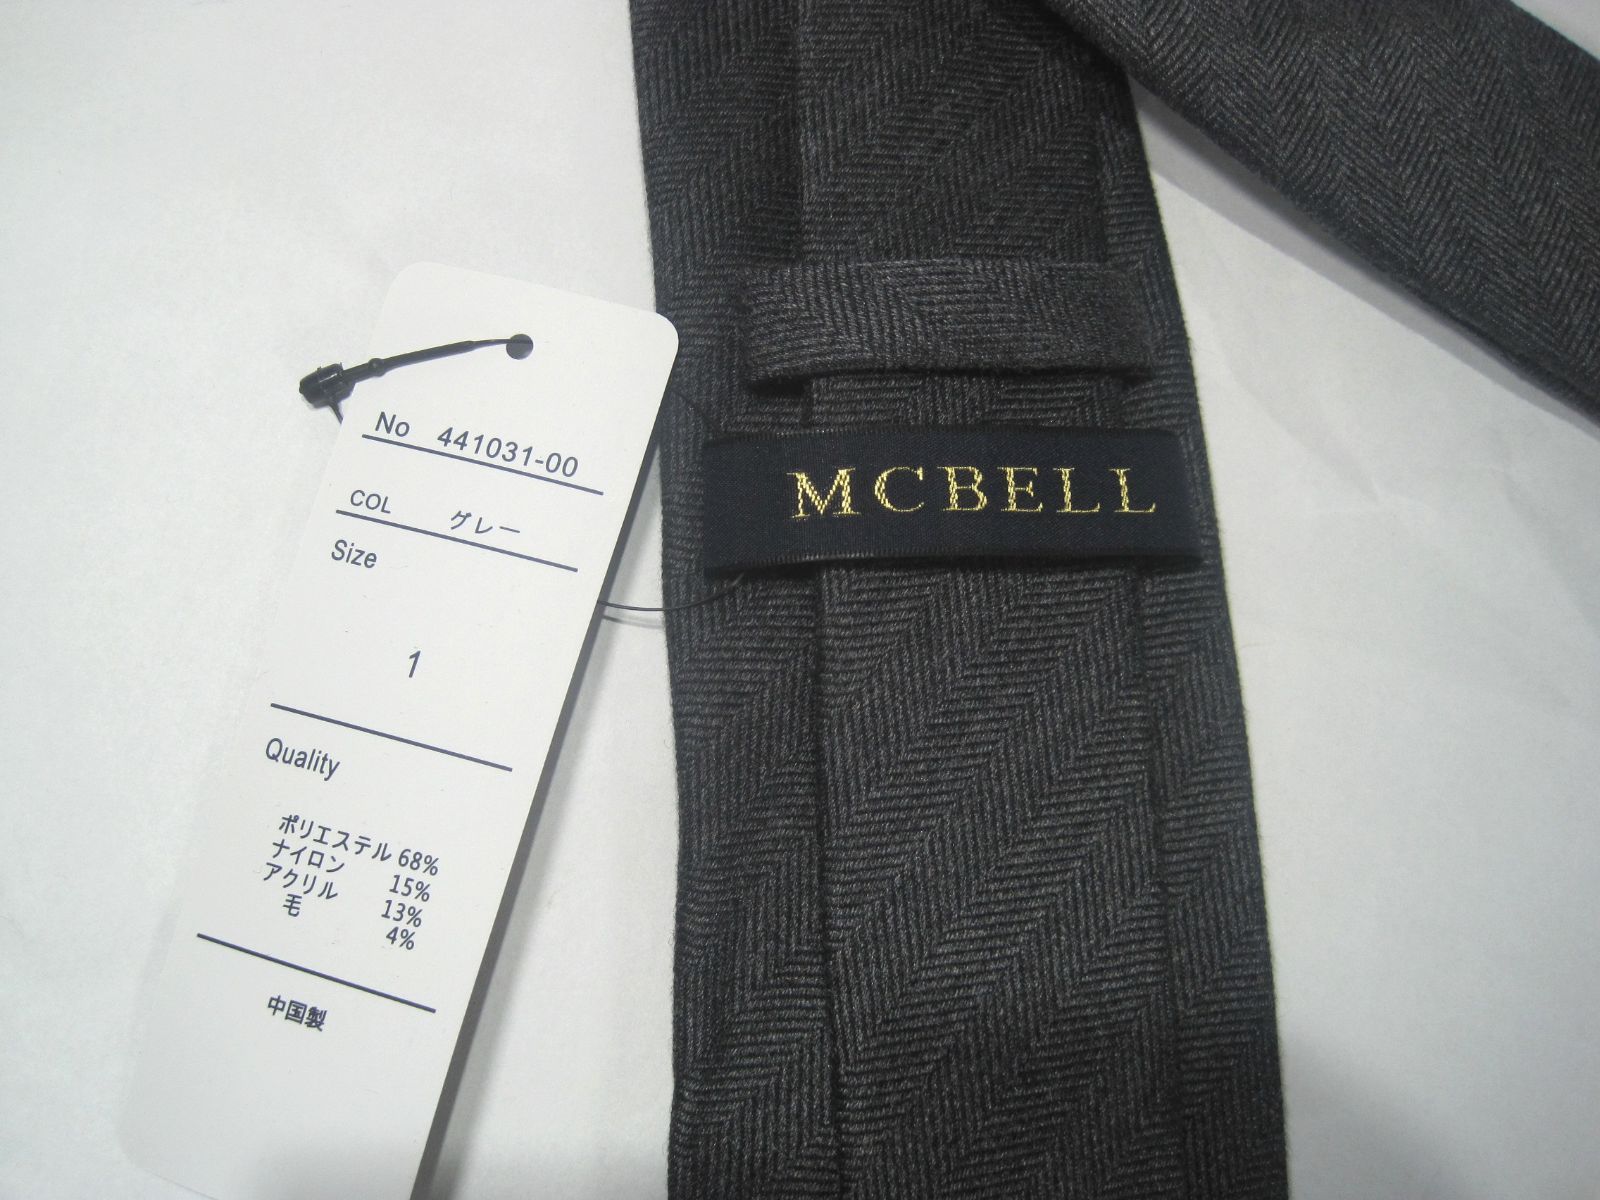 No 441031-00
COL グレー
Size
1
Quality
ポリエステル 68%
ナイロン 15%
アクリル 13%
毛 4%
中国製
MCBELL